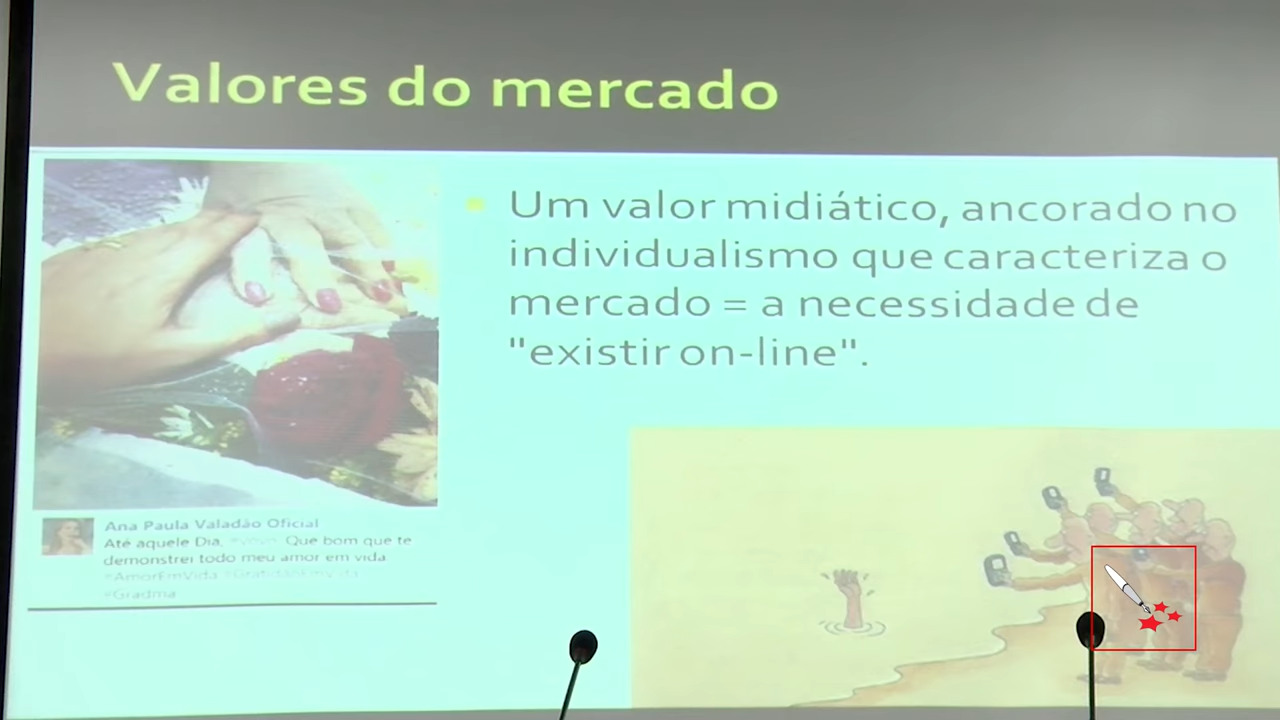 Valores do mercado
Um valor midiático, ancorado no
individualismo que caracteriza o
mercado = a necessidade de
"existir on-line".
Ana Paula Valadão Oficial
Até aquele Dia, Que bom que te
demonstrei todo meu amor em vida
#AmorEmVida
#Gradma